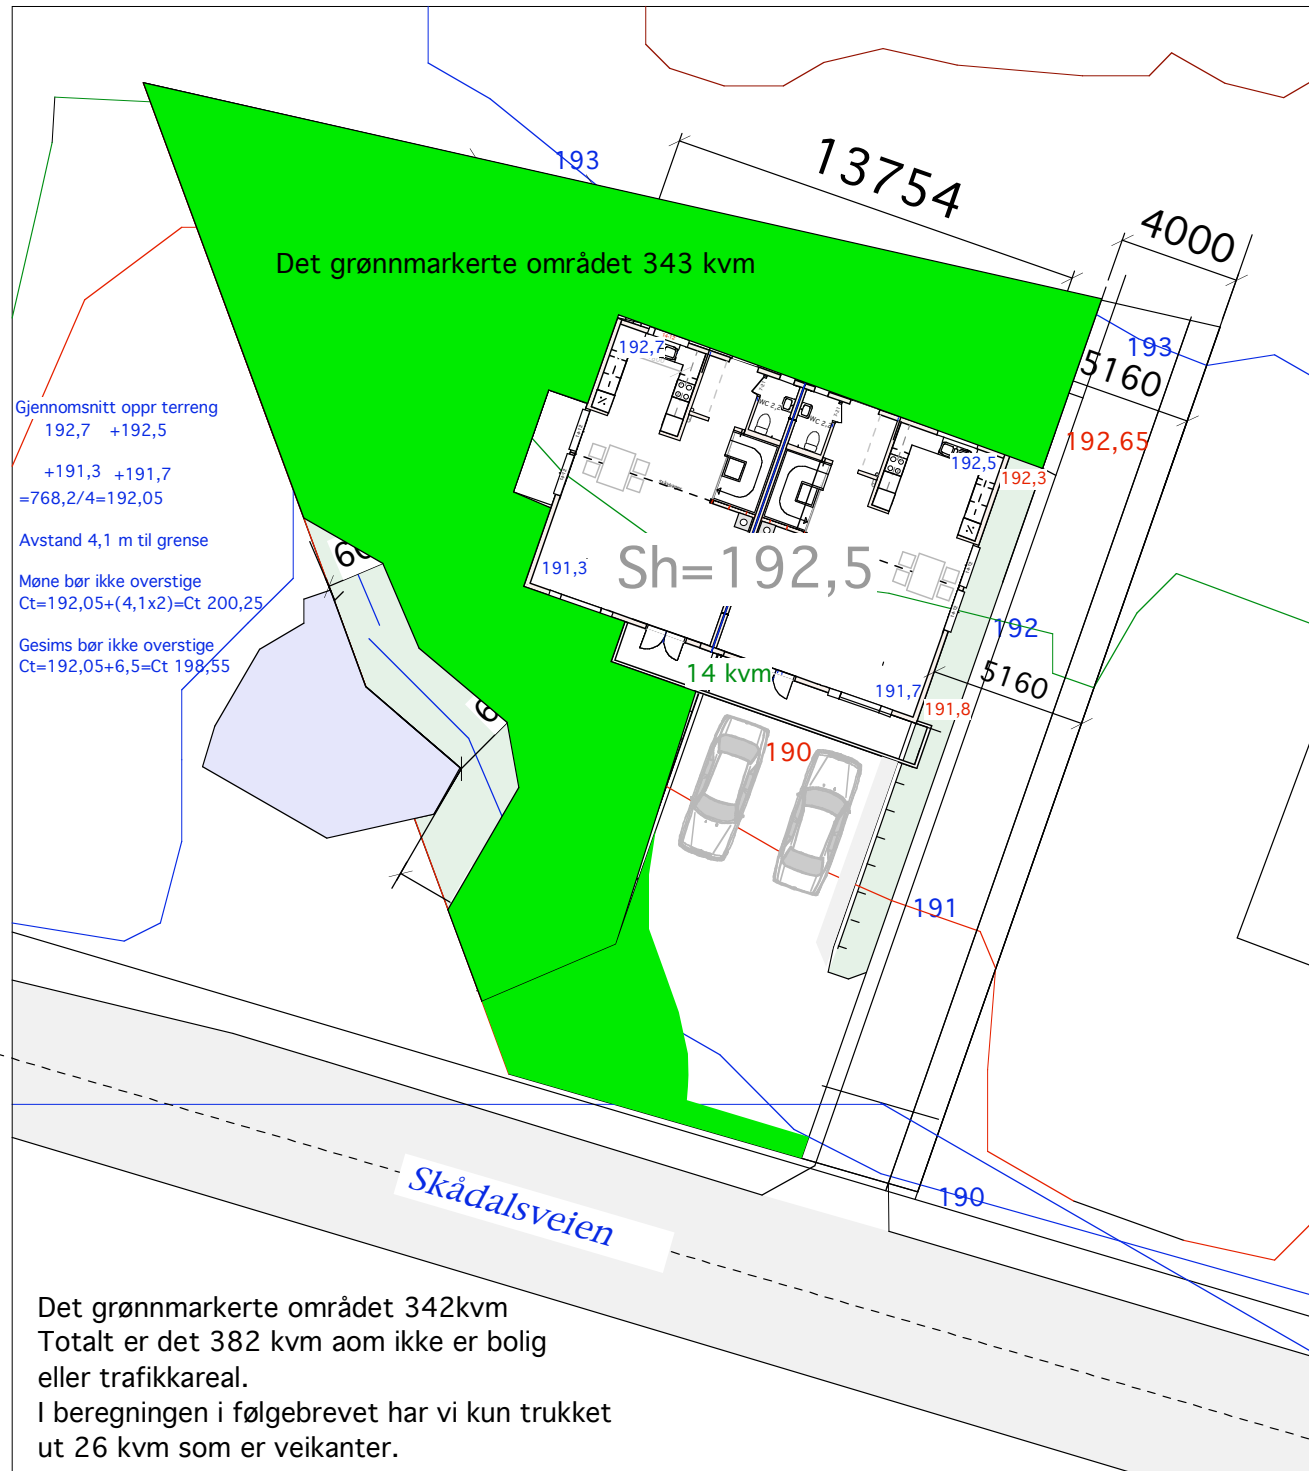 193
13754
4000
Det grønnmarkerte området 343 kvm
193
5160
192,7
192,65
Gjennomsnitt oppr terreng
192,7 +192,5
+191,3 +191,7
=768,2/4=192,05
Avstand 4,1 m til grense
Møne bør ikke overstige
Ct=192,05+(4,1x2)=Ct 200,25
Gesims bør ikke overstige
Ct=192,05+6,5=Ct 198,55
192,5
192,3
191,3
Sh=192,5
192
14 kvm
191,7
5160
191,8
190
191
190
Skådalsveien
Det grønnmarkerte området 342kvm
Totalt er det 382 kvm aom ikke er bolig
eller trafikkareal.
I beregningen i følgebrevet har vi kun trukket
ut 26 kvm som er veikanter.